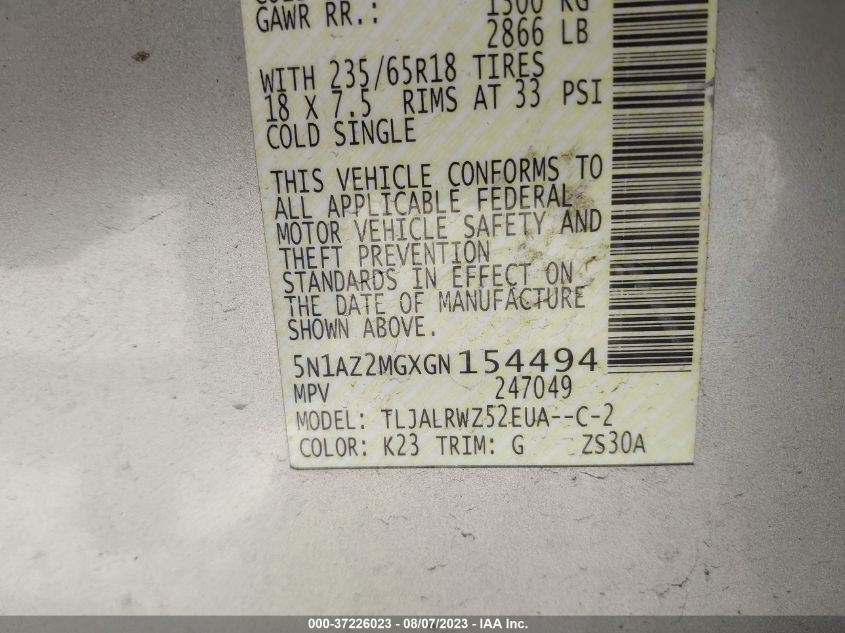 GAWR RR.: 1300 KG
2866 LB
WITH 235/65R18 TIRES
18 X 7.5 RIMS AT 33 PSI
COLD SINGLE
THIS VEHICLE CONFORMS TO
ALL APPLICABLE FEDERAL
MOTOR VEHICLE SAFETY AND
THEFT PREVENTION
STANDARDS IN EFFECT ON
THE DATE OF MANUFACTURE
SHOWN ABOVE.
5N1AZ2MGXGN154494
MPV 247049
MODEL: TLJALRWZ52EUA--C-2
COLOR: K23 TRIM: G ZS30A
000-37226023 — 08/07/2023 — IAA Inc.